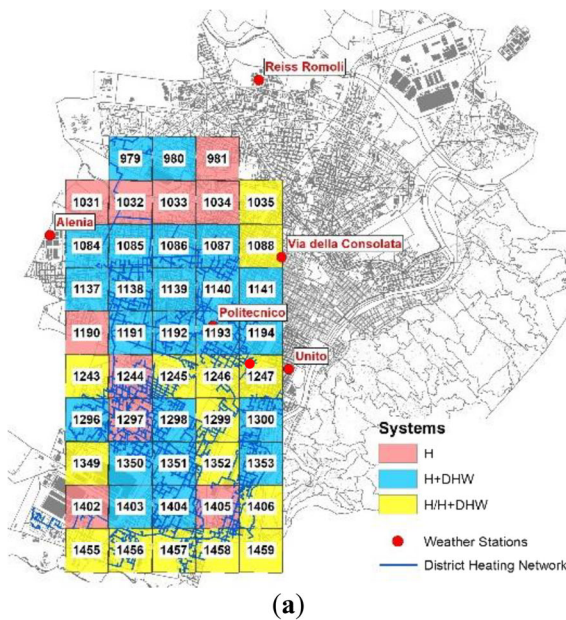 Reiss Romoli
979 980 981
1031 1032 1033 1034 1035
Alenia
1084 1085 1086 1087 1088
Via della Consolata
1137 1138 1139 1140 1141
Politecnico
1190 1191 1192 1193 1194
Unito
1243 1244 1245 1246 1247
1296 1297 1298 1299 1300
1349 1350 1351 1352 1353
1402 1403 1404 1405 1406
1455 1456 1457 1458 1459
Systems
H
H+DHW
H/H+DHW
Weather Stations
District Heating Network
(a)